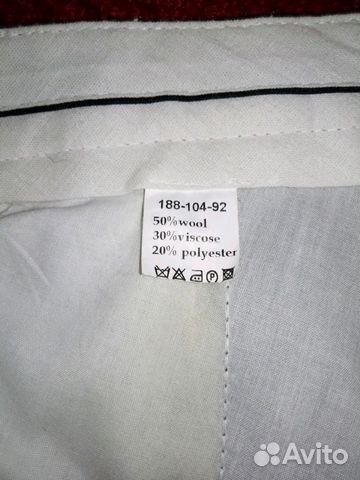 188-104-92
50%wool
30%viscose
20% polyester
Avito